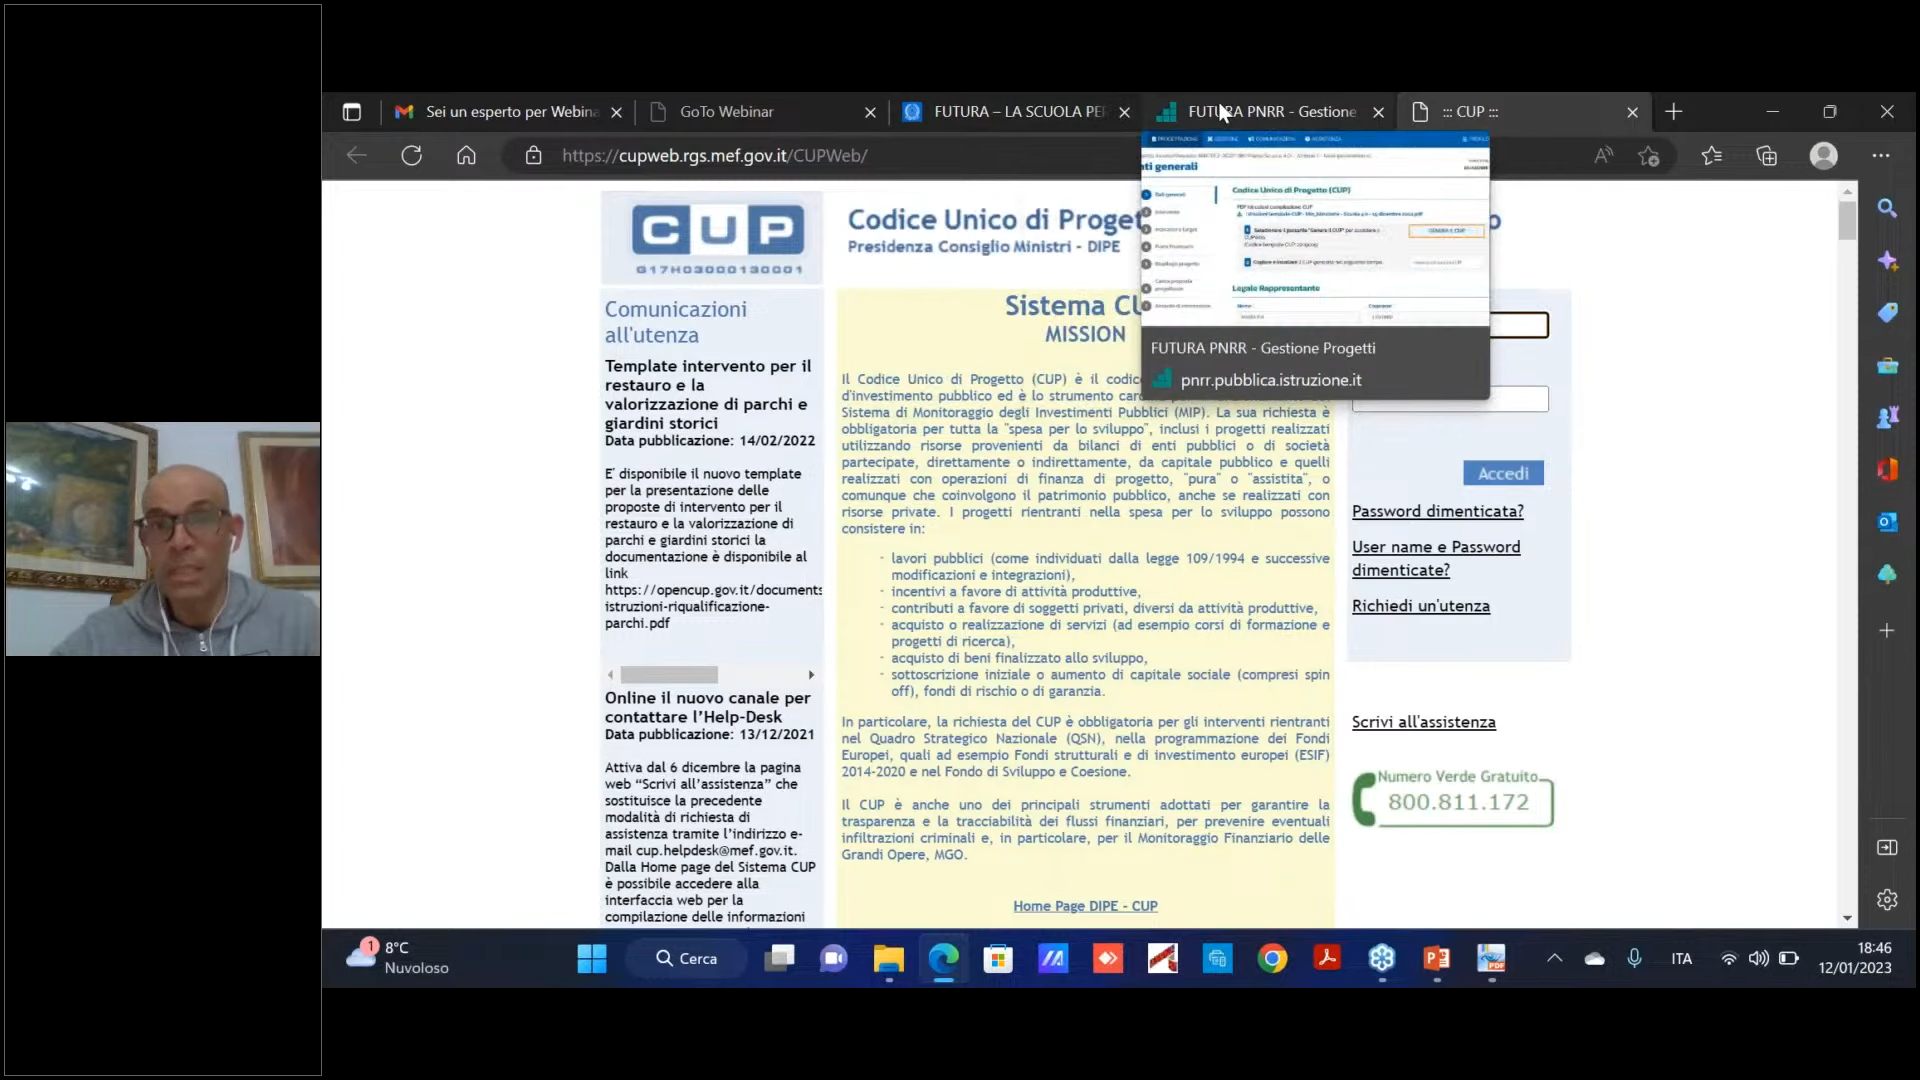 Sei un esperto per Webina
GoTo Webinar
FUTURA – LA SCUOLA PER
FUTURA PNRR - Gestione
::: CUP :::
https://cupweb.rgs.mef.gov.it/CUPWeb/
CUP
G17H03000130001
Codice Unico di Proget
o
Presidenza Consiglio Ministri - DIPE
Codice Unico di Progetto (CUP)
Legale Rappresentante
FUTURA PNRR - Gestione Progetti
pnrr.pubblica.istruzione.it
Comunicazioni
all'utenza
Template intervento per il
restauro e la
valorizzazione di parchi e
giardini storici
Data pubblicazione: 14/02/2022
E' disponibile il nuovo template
per la presentazione delle
proposte di intervento per il
restauro e la valorizzazione di
parchi e giardini storici la
documentazione è disponibile al
link
https://opencup.gov.it/documents
istruzioni-riqualificazione-
parchi.pdf
Online il nuovo canale per
contattare l'Help-Desk
Data pubblicazione: 13/12/2021
Attiva dal 6 dicembre la pagina
web “Scrivi all'assistenza” che
sostituisce la precedente
modalità di richiesta di
assistenza tramite l'indirizzo e-
mail cup.helpdesk@mef.gov.it.
Dalla Home page del Sistema CUP
è possibile accedere alla
interfaccia web per la
compilazione delle informazioni
Sistema CU
MISSION
Il Codice Unico di Progetto (CUP) è il codic
d'investimento pubblico ed è lo strumento car
Sistema di Monitoraggio degli Investimenti Pubblici (MIP). La sua richiesta è
obbligatoria per tutta la "spesa per lo sviluppo", inclusi i progetti realizzati
utilizzando risorse provenienti da bilanci di enti pubblici o di società
partecipate, direttamente o indirettamente, da capitale pubblico e quelli
realizzati con operazioni di finanza di progetto, "pura" o "assistita", o
comunque che coinvolgono il patrimonio pubblico, anche se realizzati con
risorse private. I progetti rientranti nella spesa per lo sviluppo possono
consistere in:
- lavori pubblici (come individuati dalla legge 109/1994 e successive
modificazioni e integrazioni),
- incentivi a favore di attività produttive,
- contributi a favore di soggetti privati, diversi da attività produttive,
- acquisto o realizzazione di servizi (ad esempio corsi di formazione e
progetti di ricerca),
- acquisto di beni finalizzato allo sviluppo,
- sottoscrizione iniziale o aumento di capitale sociale (compresi spin
off), fondi di rischio o di garanzia.
In particolare, la richiesta del CUP è obbligatoria per gli interventi rientranti
nel Quadro Strategico Nazionale (QSN), nella programmazione dei Fondi
Europei, quali ad esempio Fondi strutturali e di investimento europei (ESIF)
2014-2020 e nel Fondo di Sviluppo e Coesione.
Il CUP è anche uno dei principali strumenti adottati per garantire la
trasparenza e la tracciabilità dei flussi finanziari, per prevenire eventuali
infiltrazioni criminali e, in particolare, per il Monitoraggio Finanziario delle
Grandi Opere, MGO.
Home Page DIPE - CUP
Accedi
Password dimenticata?
User name e Password
dimenticate?
Richiedi un'utenza
Scrivi all'assistenza
Numero Verde Gratuito
800.811.172
1
8°C
Nuvoloso
Cerca
ITA
18:46
12/01/2023